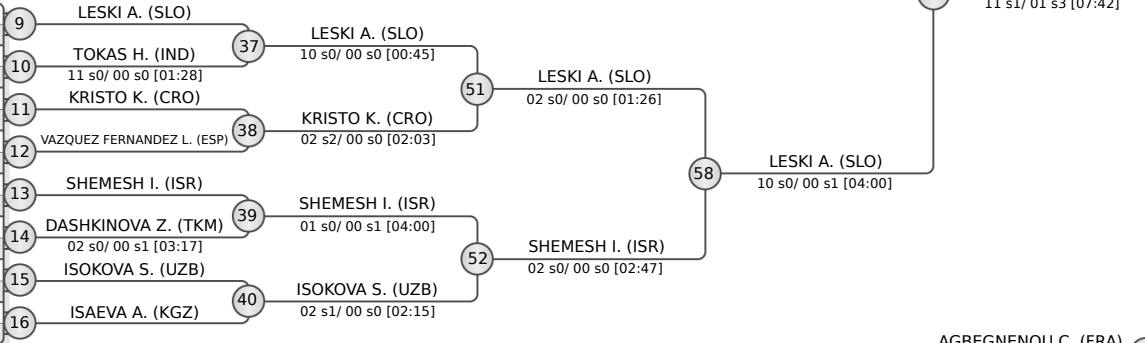 11 s1/ 01 s3 [07:42]
9
LESKI A. (SLO)
37
LESKI A. (SLO)
10 s0/ 00 s0 [00:45]
10
TOKAS H. (IND)
11 s0/ 00 s0 [01:28]
51
LESKI A. (SLO)
02 s0/ 00 s0 [01:26]
11
KRISTO K. (CRO)
38
KRISTO K. (CRO)
02 s2/ 00 s0 [02:03]
12
VAZQUEZ FERNANDEZ L. (ESP)
58
LESKI A. (SLO)
10 s0/ 00 s1 [04:00]
13
SHEMESH I. (ISR)
39
SHEMESH I. (ISR)
01 s0/ 00 s1 [04:00]
14
DASHKINOVA Z. (TKM)
02 s0/ 00 s1 [03:17]
52
SHEMESH I. (ISR)
02 s0/ 00 s0 [02:47]
15
ISOKOVA S. (UZB)
40
ISOKOVA S. (UZB)
02 s1/ 00 s0 [02:15]
16
ISAEVA A. (KGZ)
AGBEGNENOU C. (FRA)